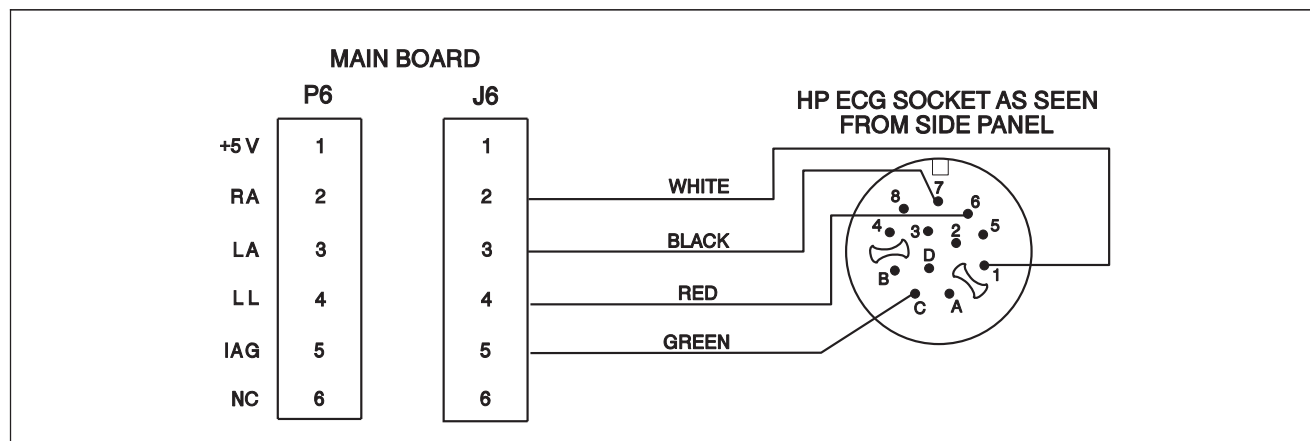 MAIN BOARD
P6 J6
HP ECG SOCKET AS SEEN
FROM SIDE PANEL
+5 V 1 1
RA 2 2 WHITE
LA 3 3 BLACK
LL 4 4 RED
IAG 5 5 GREEN
NC 6 6
7
8 6
4 3 2 5
D
B 1
C A